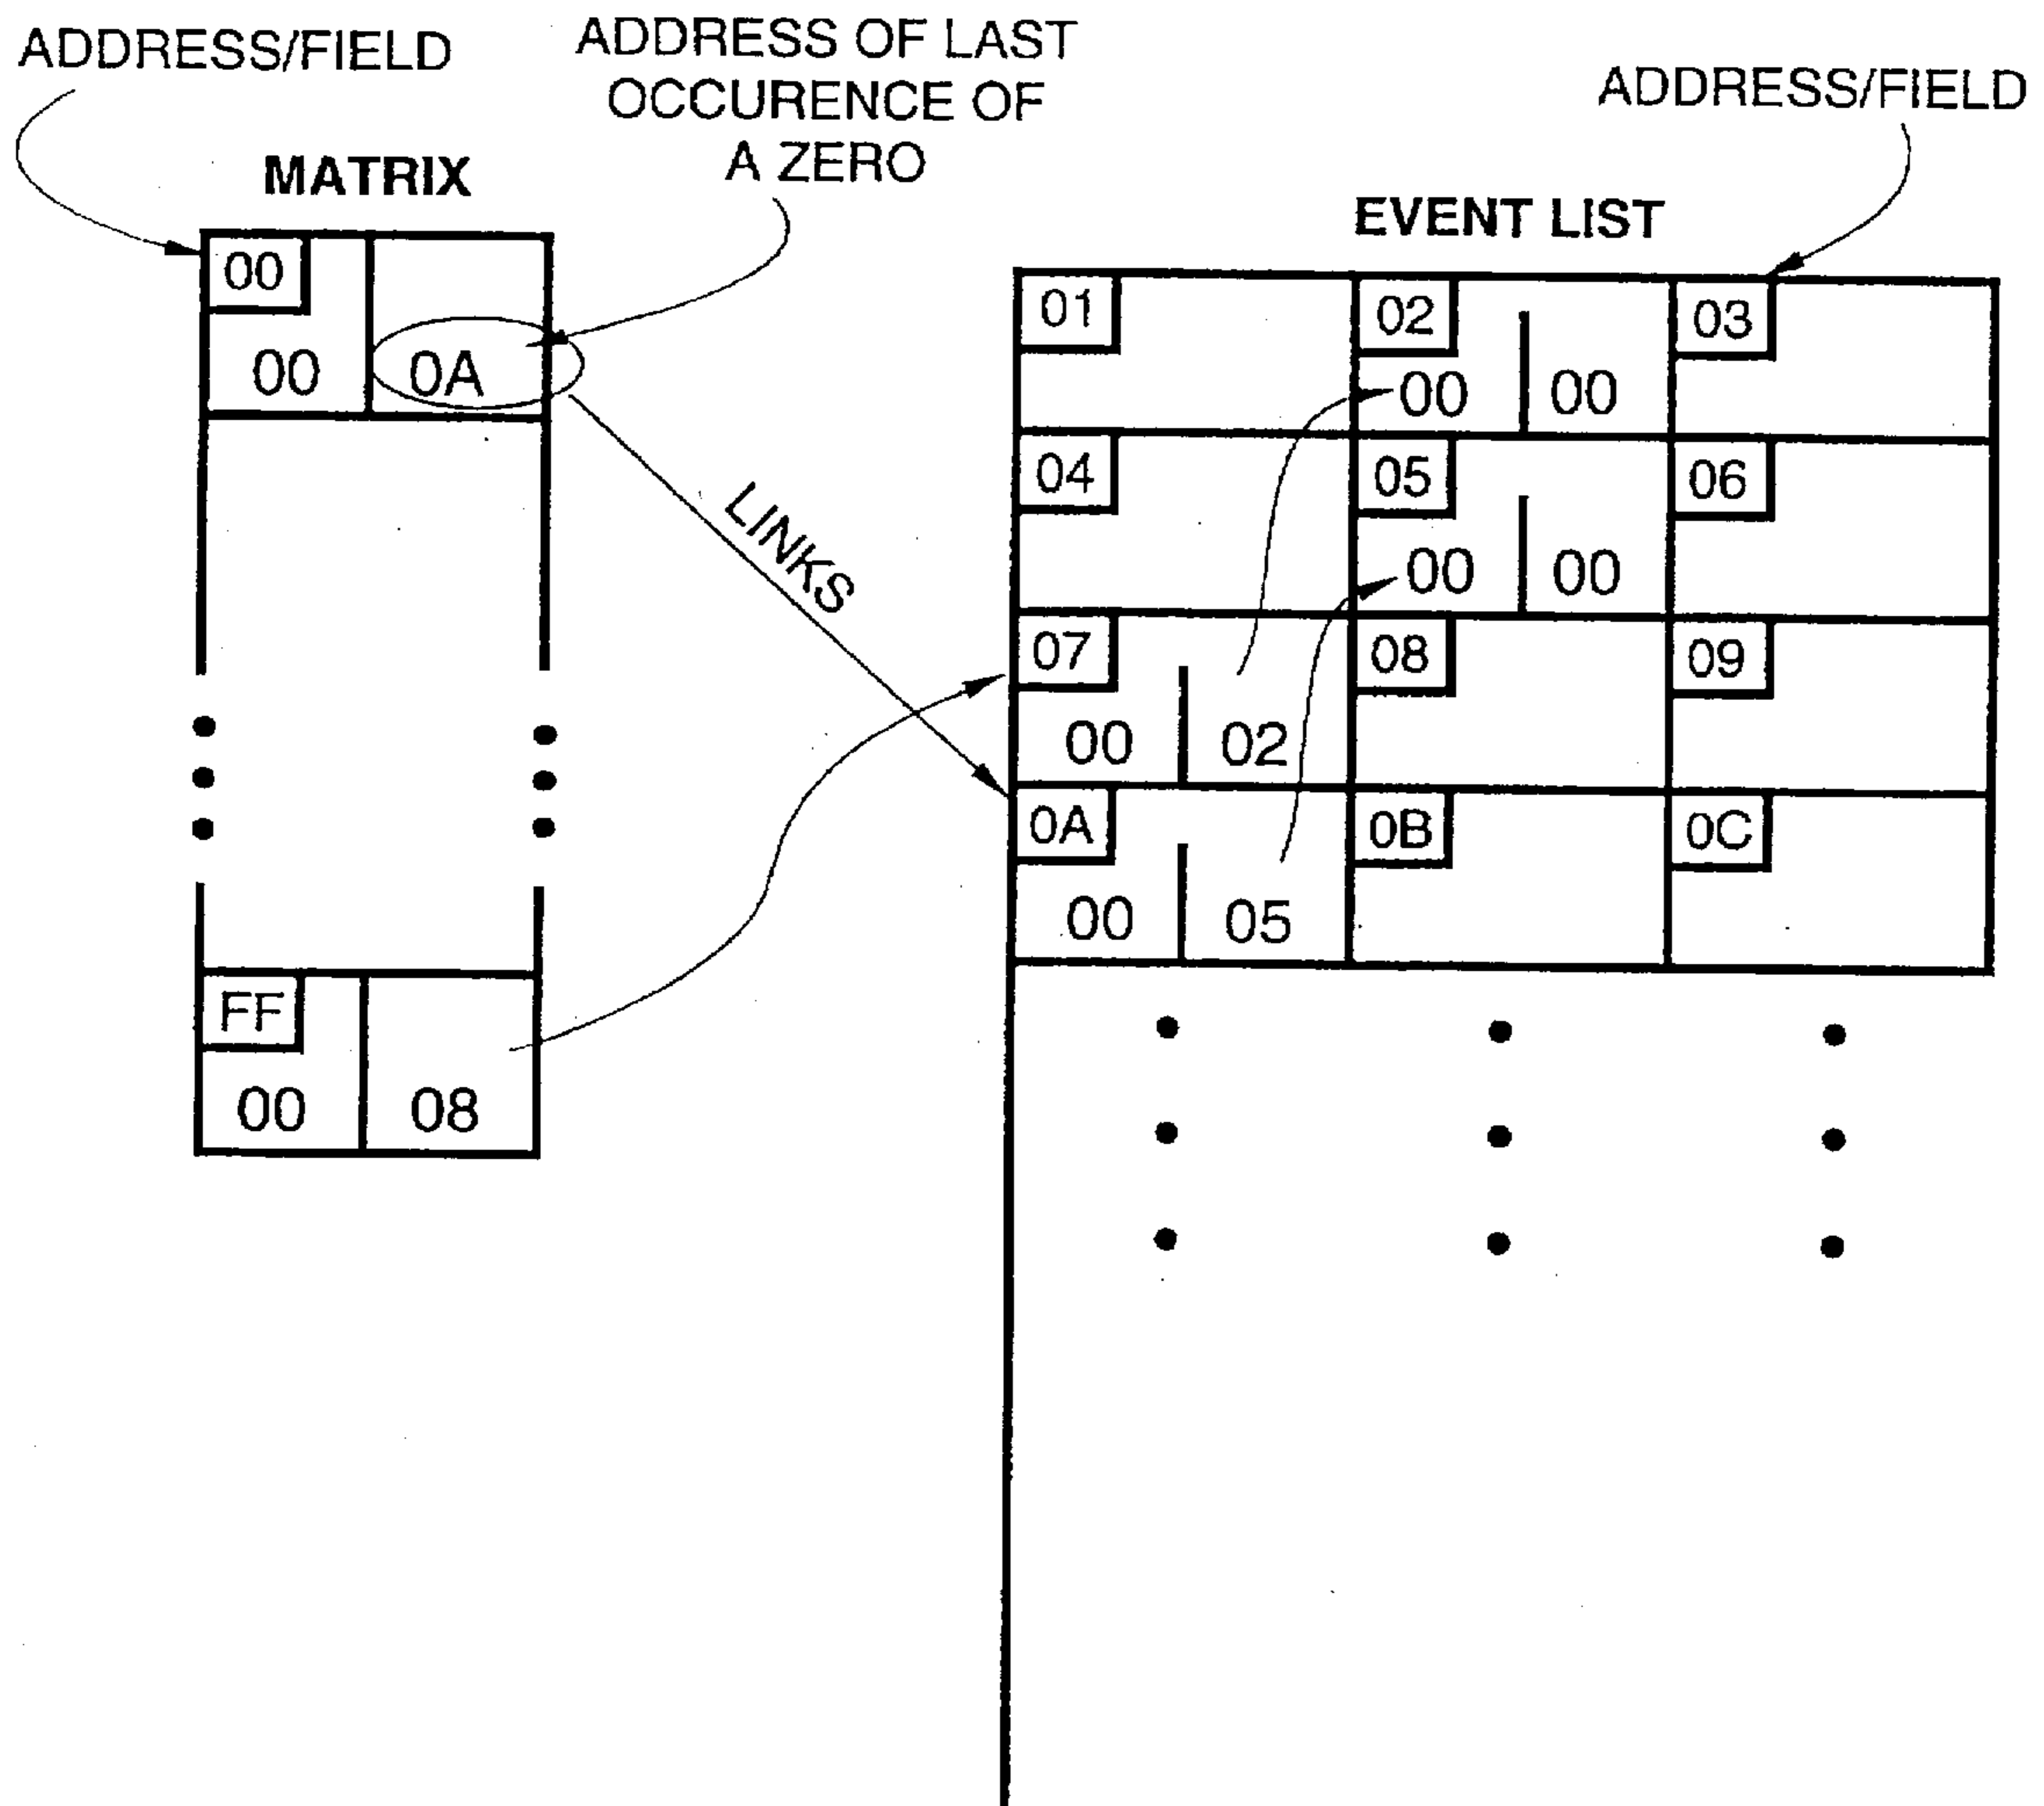 ADDRESS/FIELD
ADDRESS OF LAST
OCCURENCE OF
A ZERO
ADDRESS/FIELD
MATRIX
EVENT LIST
00
00 0A
LINKS
FF
00 08
01 02 03
00 00
04 05 06
00 00
07 08 09
00 02
0A 0B 0C
00 05